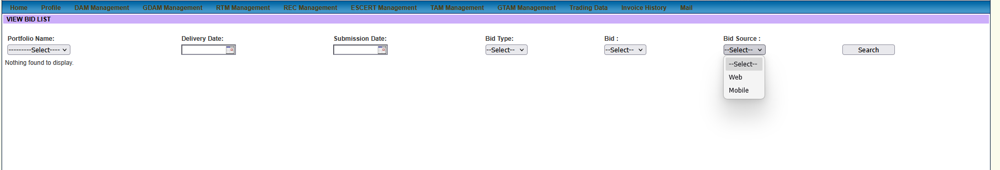 Home Profile DAM Management GDAM Management RTM Management REC Management ESCERT Management TAM Management GTAM Management Trading Data Invoice History Mail
VIEW BID LIST
Portfolio Name: Delivery Date: Submission Date: Bid Type: Bid : Bid Source :
---------Select---- --Select-- --Select-- --Select-- Search
Nothing found to display.
--Select--
Web
Mobile